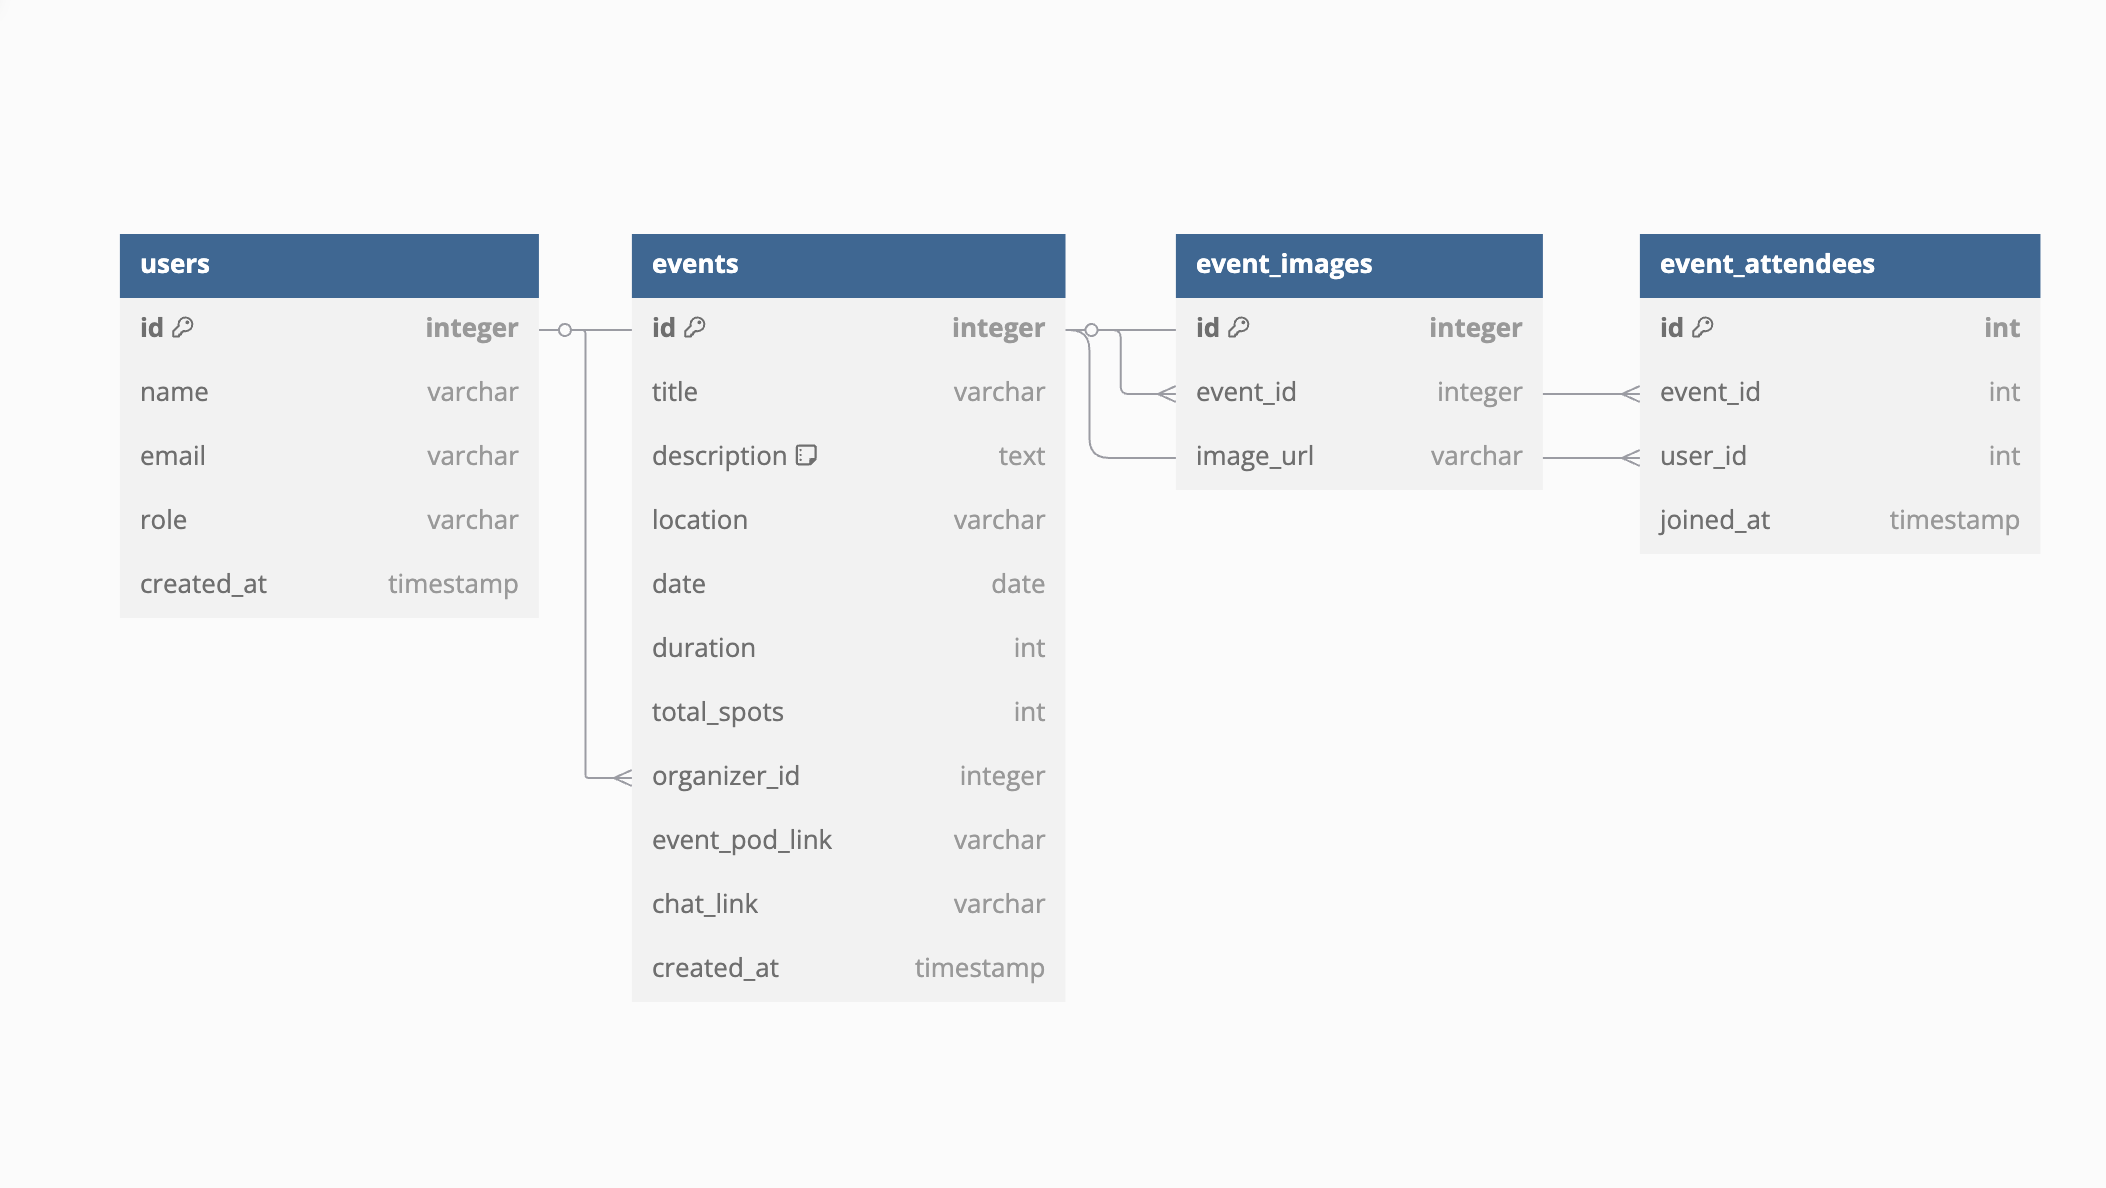 users
id integer
name varchar
email varchar
role varchar
created_at timestamp
events
id integer
title varchar
description text
location varchar
date date
duration int
total_spots int
organizer_id integer
event_pod_link varchar
chat_link varchar
created_at timestamp
event_images
id integer
event_id integer
image_url varchar
event_attendees
id int
event_id int
user_id int
joined_at timestamp